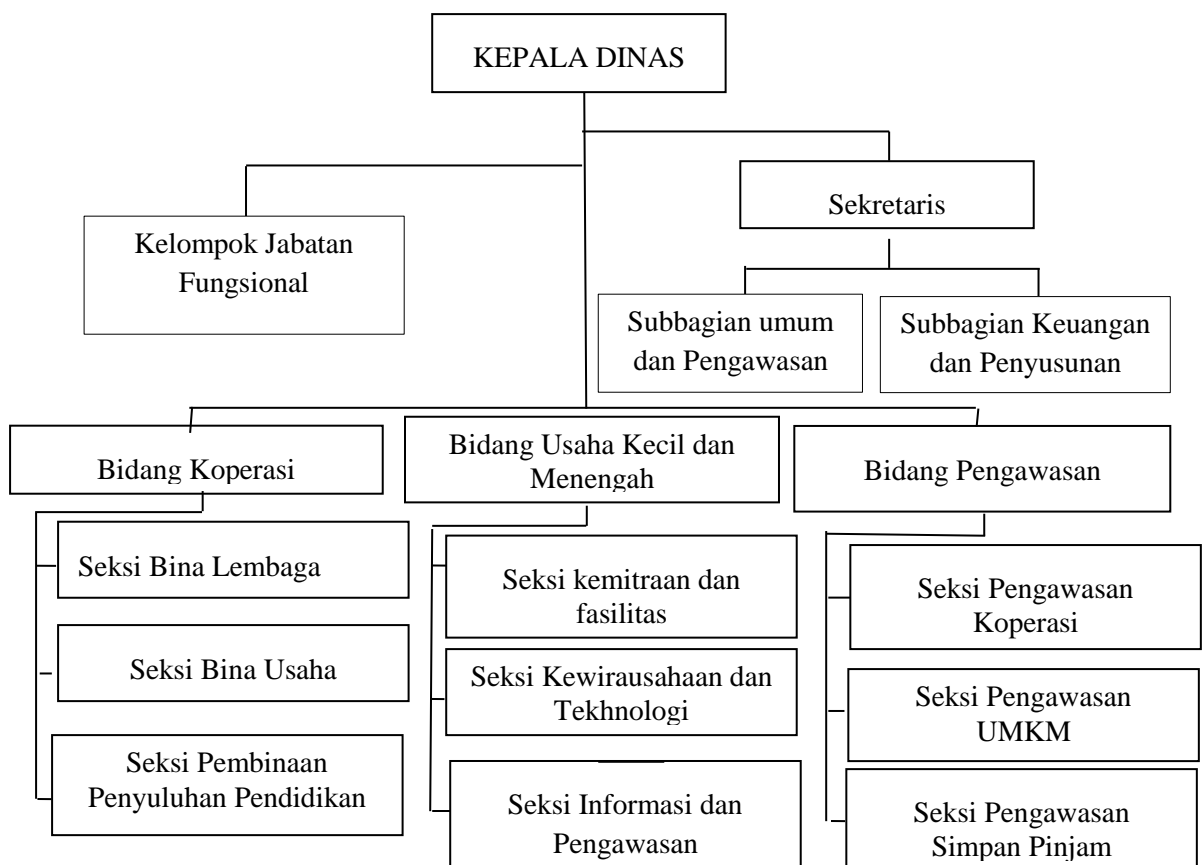 KEPALA DINAS
Sekretaris
Kelompok Jabatan
Fungsional
Subbagian umum
dan Pengawasan
Subbagian Keuangan
dan Penyusunan
Bidang Koperasi
Bidang Usaha Kecil dan
Menengah
Bidang Pengawasan
Seksi Bina Lembaga
Seksi Bina Usaha
Seksi Pembinaan
Penyuluhan Pendidikan
Seksi kemitraan dan
fasilitas
Seksi Kewirausahaan dan
Tekhnologi
Seksi Informasi dan
Pengawasan
Seksi Pengawasan
Koperasi
Seksi Pengawasan
UMKM
Seksi Pengawasan
Simpan Pinjam